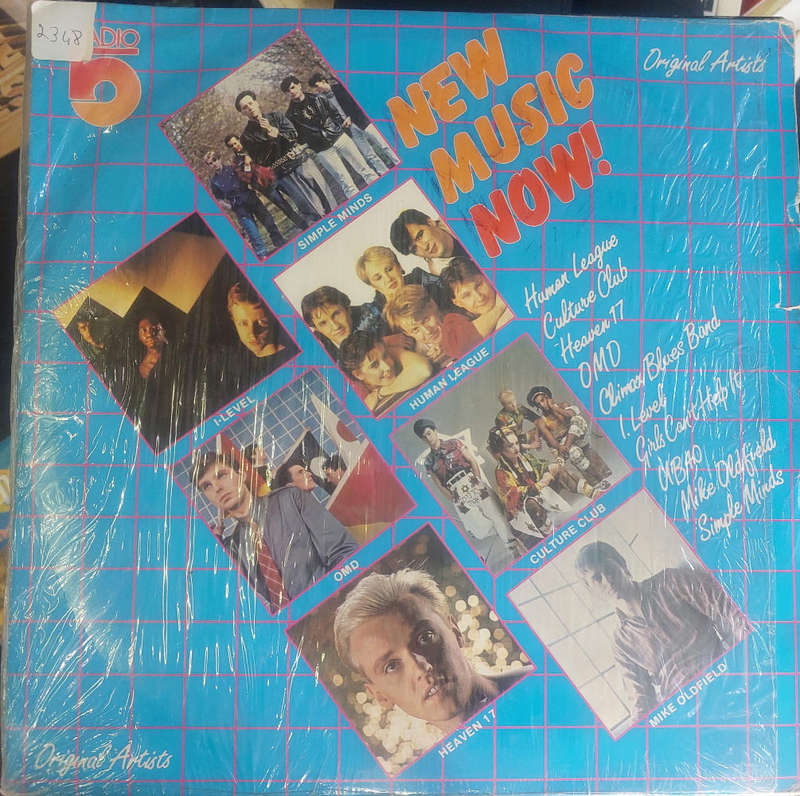 2348
RADIO
5
Original Artists
NEW
MUSIC
NOW!
SIMPLE MINDS
Human League
Culture Club
Heaven 17
OMD
Climax Blues Band
I. Level
Girls Can't Help It
Mike Oldfield
Simple Minds
HUMAN LEAGUE
I-LEVEL
CULTURE CLUB
OMD
MIKE OLDFIELD
HEAVEN 17
Original Artists